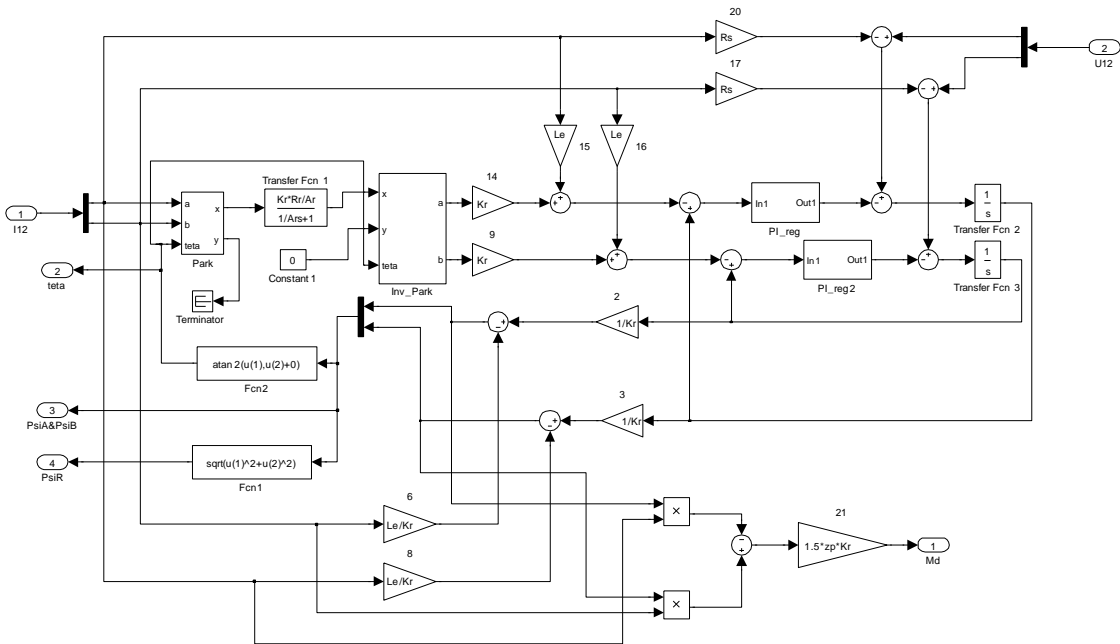 20
Rs
- +
2
U12
17
Rs
- +
Le
15
Le
16
Transfer Fcn 1
Kr*Rr/Ar
1/Ars+1
14
Kr
+ +
- +
In1 Out1
PI_reg
- +
1
s
Transfer Fcn 2
1
I12
a
b
teta
x
y
Park
x
y
teta
a
b
Inv_Park
0
Constant 1
9
Kr
+ +
- +
In1 Out1
PI_reg2
- +
1
s
Transfer Fcn 3
2
teta
Terminator
2
1/Kr
- +
atan 2(u(1),u(2)+0)
Fcn2
3
1/Kr
- +
3
PsiA&PsiB
4
PsiR
sqrt(u(1)^2+u(2)^2)
Fcn1
6
Le/Kr
8
Le/Kr
×
×
-
+
21
1.5*zp*Kr
1
Md